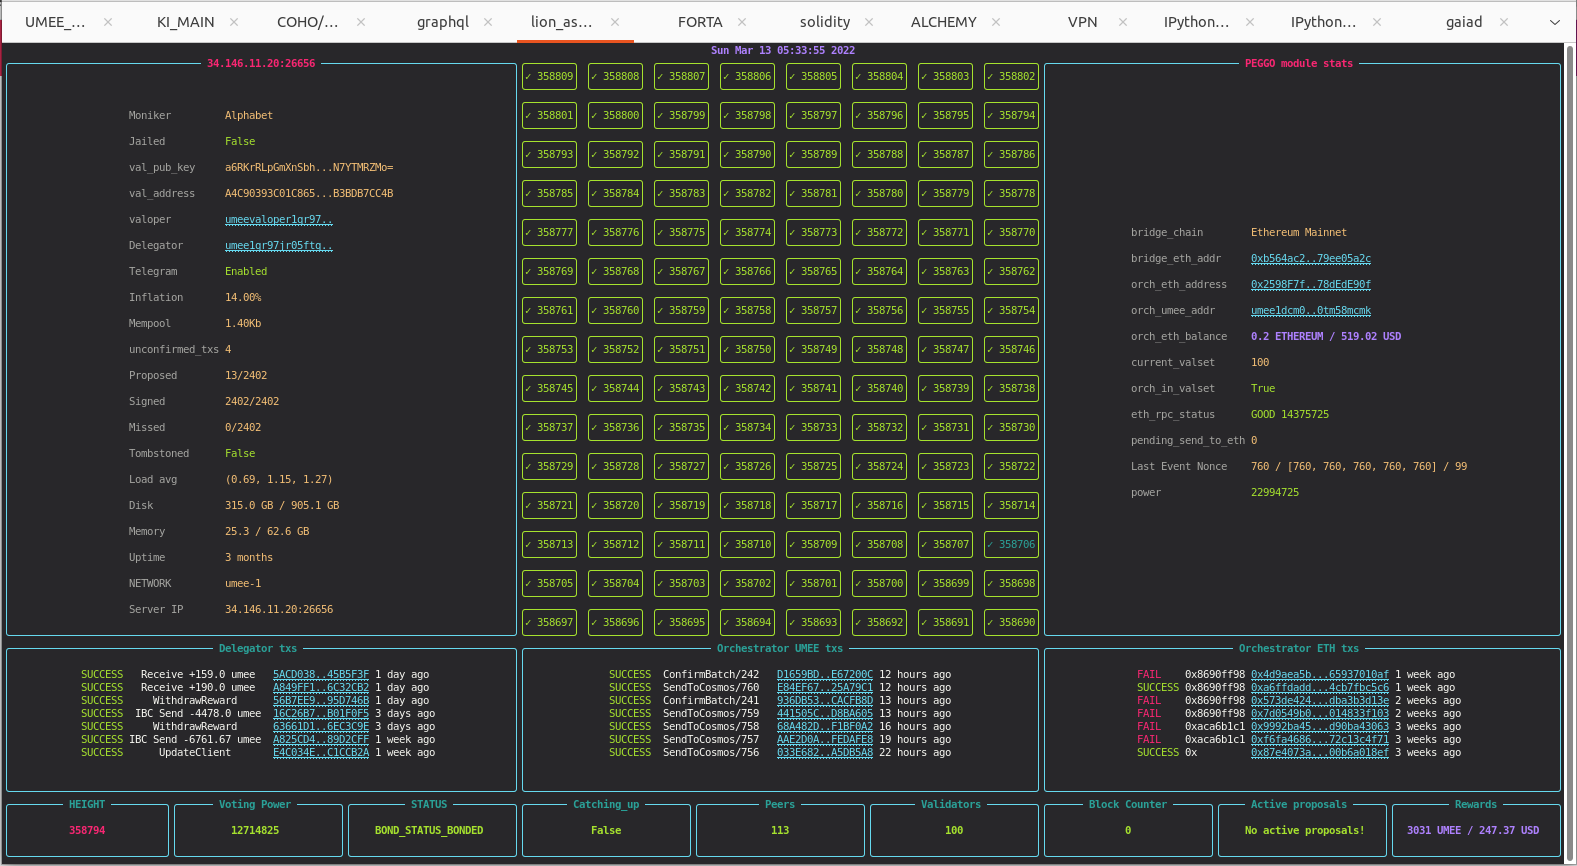 UMEE_... × KI_MAIN × COHO/... × graphql × lion_as... × FORTA × solidity × ALCHEMY × VPN × IPython... × IPython... × gaiad ×
Sun Mar 13 05:33:55 2022
34.146.11.20:26656
Moniker Alphabet
Jailed False
val_pub_key a6RKrRLpGmXnSbh...N7YTMRZMo=
val_address A4C90393C01C865...B3BDB7CC4B
valoper umeevaloper1qr97..
Delegator umee1qr97jr05ftq..
Telegram Enabled
Inflation 14.00%
Mempool 1.40Kb
unconfirmed_txs 4
Proposed 13/2402
Signed 2402/2402
Missed 0/2402
Tombstoned False
Load avg (0.69, 1.15, 1.27)
Disk 315.0 GB / 905.1 GB
Memory 25.3 / 62.6 GB
Uptime 3 months
NETWORK umee-1
Server IP 34.146.11.20:26656
✓ 358809 ✓ 358808 ✓ 358807 ✓ 358806 ✓ 358805 ✓ 358804 ✓ 358803 ✓ 358802
✓ 358801 ✓ 358800 ✓ 358799 ✓ 358798 ✓ 358797 ✓ 358796 ✓ 358795 ✓ 358794
✓ 358793 ✓ 358792 ✓ 358791 ✓ 358790 ✓ 358789 ✓ 358788 ✓ 358787 ✓ 358786
✓ 358785 ✓ 358784 ✓ 358783 ✓ 358782 ✓ 358781 ✓ 358780 ✓ 358779 ✓ 358778
✓ 358777 ✓ 358776 ✓ 358775 ✓ 358774 ✓ 358773 ✓ 358772 ✓ 358771 ✓ 358770
✓ 358769 ✓ 358768 ✓ 358767 ✓ 358766 ✓ 358765 ✓ 358764 ✓ 358763 ✓ 358762
✓ 358761 ✓ 358760 ✓ 358759 ✓ 358758 ✓ 358757 ✓ 358756 ✓ 358755 ✓ 358754
✓ 358753 ✓ 358752 ✓ 358751 ✓ 358750 ✓ 358749 ✓ 358748 ✓ 358747 ✓ 358746
✓ 358745 ✓ 358744 ✓ 358743 ✓ 358742 ✓ 358741 ✓ 358740 ✓ 358739 ✓ 358738
✓ 358737 ✓ 358736 ✓ 358735 ✓ 358734 ✓ 358733 ✓ 358732 ✓ 358731 ✓ 358730
✓ 358729 ✓ 358728 ✓ 358727 ✓ 358726 ✓ 358725 ✓ 358724 ✓ 358723 ✓ 358722
✓ 358721 ✓ 358720 ✓ 358719 ✓ 358718 ✓ 358717 ✓ 358716 ✓ 358715 ✓ 358714
✓ 358713 ✓ 358712 ✓ 358711 ✓ 358710 ✓ 358709 ✓ 358708 ✓ 358707 ✓ 358706
✓ 358705 ✓ 358704 ✓ 358703 ✓ 358702 ✓ 358701 ✓ 358700 ✓ 358699 ✓ 358698
✓ 358697 ✓ 358696 ✓ 358695 ✓ 358694 ✓ 358693 ✓ 358692 ✓ 358691 ✓ 358690
PEGGO module stats
bridge_chain Ethereum Mainnet
bridge_eth_addr 0xb564ac2..79ee05a2c
orch_eth_address 0x2598F7f..78dEdE90f
orch_umee_addr umee1dcm0..0tm58mcmk
orch_eth_balance 0.2 ETHEREUM / 519.02 USD
current_valset 100
orch_in_valset True
eth_rpc_status GOOD 14375725
pending_send_to_eth 0
Last Event Nonce 760 / [760, 760, 760, 760, 760] / 99
power 22994725
Delegator txs
SUCCESS Receive +159.0 umee 5ACD038..45B5F3F 1 day ago
SUCCESS Receive +190.0 umee A849FF1..6C32CB2 1 day ago
SUCCESS WithdrawReward 56B7EE9..95D746B 3 days ago
SUCCESS IBC Send -4478.0 umee 16C26B7..B01F0F5 3 days ago
SUCCESS WithdrawReward 63661D1..6EC3C9E 3 days ago
SUCCESS IBC Send -6761.67 umee A825CD4..89D2CFF 1 week ago
SUCCESS UpdateClient E4C034E..C1CCB2A 1 week ago
Orchestrator UMEE txs
SUCCESS ConfirmBatch/242 D1659BD..E67200C 12 hours ago
SUCCESS SendToCosmos/760 E84EF67..25A79C1 12 hours ago
SUCCESS ConfirmBatch/241 936DB53..CACFB8D 13 hours ago
SUCCESS SendToCosmos/759 441505C..D8BA605 13 hours ago
SUCCESS SendToCosmos/758 68A482D..F1BF0A2 16 hours ago
SUCCESS SendToCosmos/757 AAE2D0A..FEDAFE8 19 hours ago
SUCCESS SendToCosmos/756 033E682..A5DB5A8 22 hours ago
Orchestrator ETH txs
FAIL 0x8690ff98 0x4d9aea5b...65937010af 1 week ago
SUCCESS 0x8690ff98 0xa6ffdadd...4cb7fbc5c6 1 week ago
FAIL 0x8690ff98 0x573de424...dba3b3d13e 2 weeks ago
FAIL 0x8690ff98 0x7d0549b0...014833f103 2 weeks ago
FAIL 0xaca6b1c1 0x9992ba45...d90ba43063 3 weeks ago
FAIL 0xaca6b1c1 0xf6fa4686...72c13c4f71 3 weeks ago
SUCCESS 0x 0x87e4073a...00b6a018ef 3 weeks ago
HEIGHT Voting Power STATUS Catching_up Peers Validators Block Counter Active proposals Rewards
358794 12714825 BOND_STATUS_BONDED False 113 100 0 No active proposals! 3031 UMEE / 247.37 USD